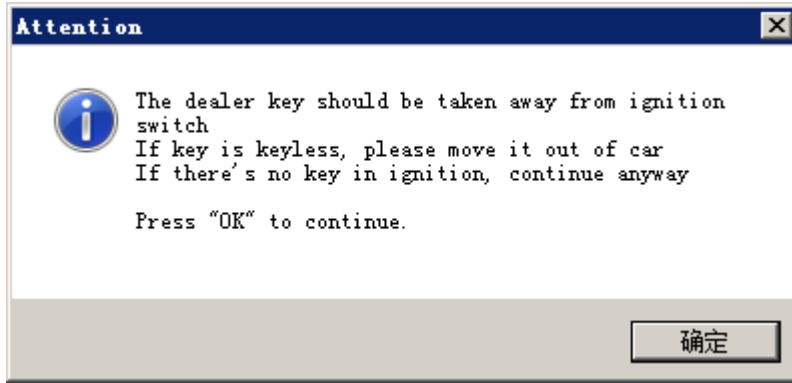 Attention
The dealer key should be taken away from ignition
switch
If key is keyless, please move it out of car
If there's no key in ignition, continue anyway
Press "OK" to continue.
确定